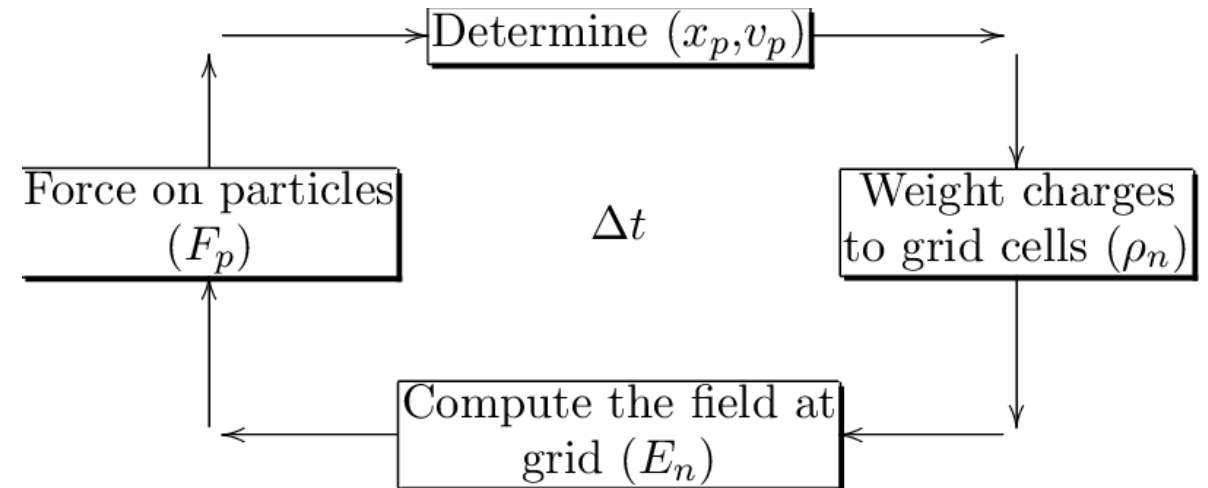 Determine (x_p,v_p)
Force on particles
(F_p)
Δt
Weight charges
to grid cells (ρ_n)
Compute the field at
grid (E_n)